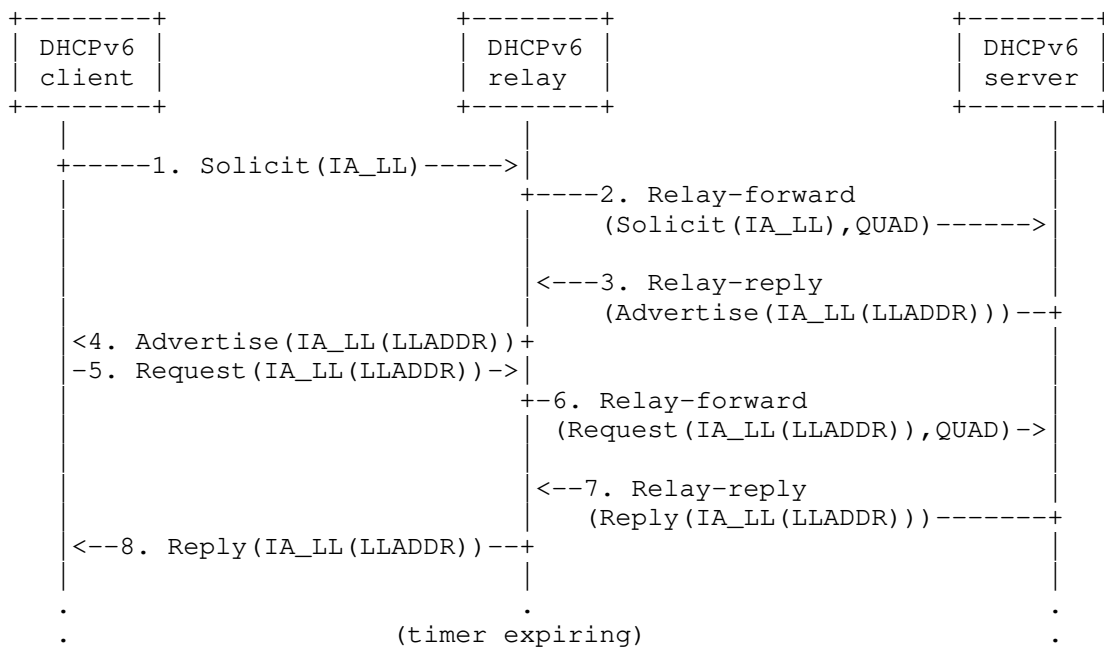 +--------+ +--------+ +--------+
| DHCPv6 | | DHCPv6 | | DHCPv6 |
| client | | relay | | server |
+--------+ +--------+ +--------+
| | |
+-----1. Solicit(IA_LL)----->| |
| +----2. Relay-forward |
| | (Solicit(IA_LL),QUAD)------>|
| | |
| |<---3. Relay-reply |
| | (Advertise(IA_LL(LLADDR)))--+
|<4. Advertise(IA_LL(LLADDR))+ |
|-5. Request(IA_LL(LLADDR))->| |
| +-6. Relay-forward |
| | (Request(IA_LL(LLADDR)),QUAD)->|
| | |
| |<--7. Relay-reply |
| | (Reply(IA_LL(LLADDR)))-------+
|<--8. Reply(IA_LL(LLADDR))--+ |
| | |
. . .
. (timer expiring) .